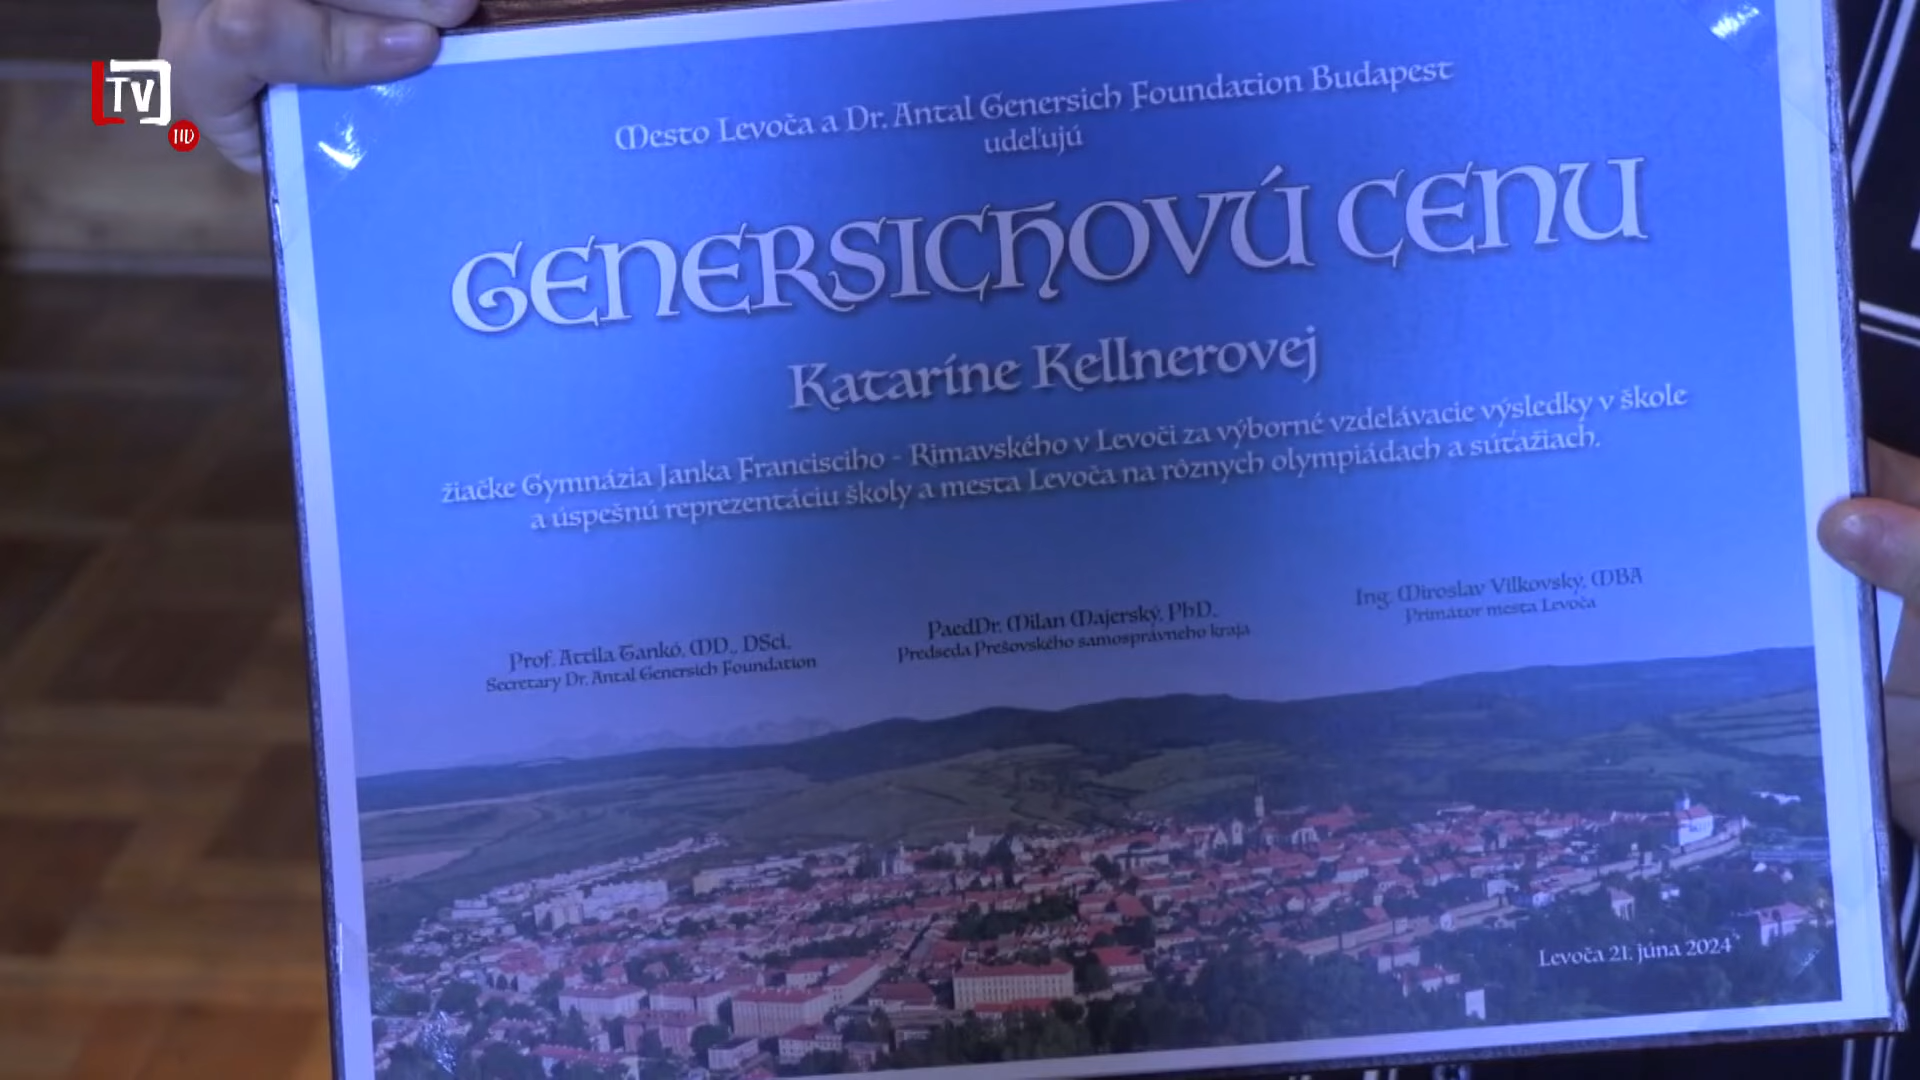 LTV
HD
Mesto Levoča a Dr. Antal Genersich Foundation Budapest
udeľujú
GENERSICHOVÚ CENU
Kataríne Kellnerovej
žiačke Gymnázia Janka Francisciho - Rimavského v Levoči za výborné vzdelávacie výsledky v škole
a úspešnú reprezentáciu školy a mesta Levoča na rôznych olympiádach a súťažiach.
Prof. Attila Tankó, MD., DSci,
Secretary Dr. Antal Genersich Foundation
PaedDr. Milan Majerský, PhD.,
Predseda Prešovského samosprávneho kraja
Ing. Miroslav Vilkovský, MBA
Primátor mesta Levoča
Levoča 21. júna 2024